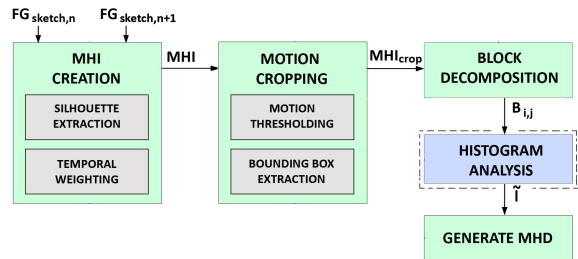 FG sketch,n
FG sketch,n+1
MHI
CREATION
SILHOUETTE
EXTRACTION
TEMPORAL
WEIGHTING
MHI
MOTION
CROPPING
MOTION
THRESHOLDING
BOUNDING BOX
EXTRACTION
MHIcrop
BLOCK
DECOMPOSITION
B i,j
HISTOGRAM
ANALYSIS
Ĩ
GENERATE MHD